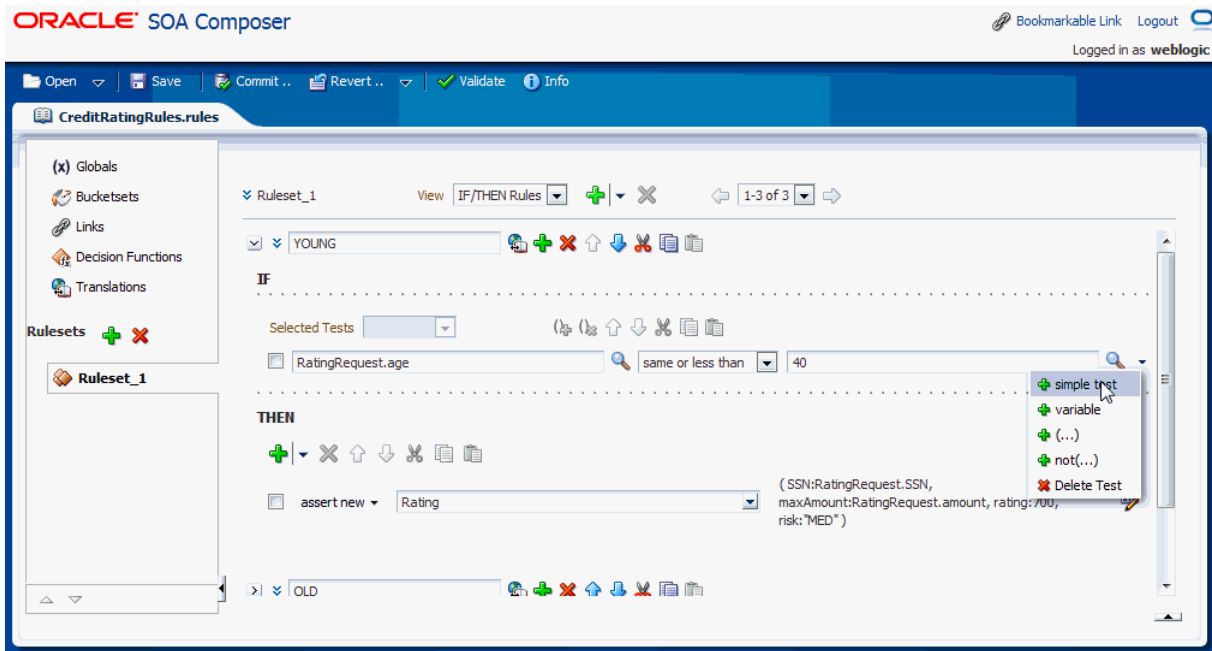 ORACLE SOA Composer
Bookmarkable Link Logout
Logged in as weblogic
Open Save Commit .. Revert .. Validate Info
CreditRatingRules.rules
(x) Globals
Bucketsets
Links
Decision Functions
Translations
Rulesets
Ruleset_1
Ruleset_1 View IF/THEN Rules 1-3 of 3
YOUNG
IF
Selected Tests
RatingRequest.age same or less than 40
simple test
variable
(...)
not(...)
Delete Test
THEN
assert new Rating
( SSN:RatingRequest.SSN,
maxAmount:RatingRequest.amount, rating:700,
risk:"MED" )
OLD